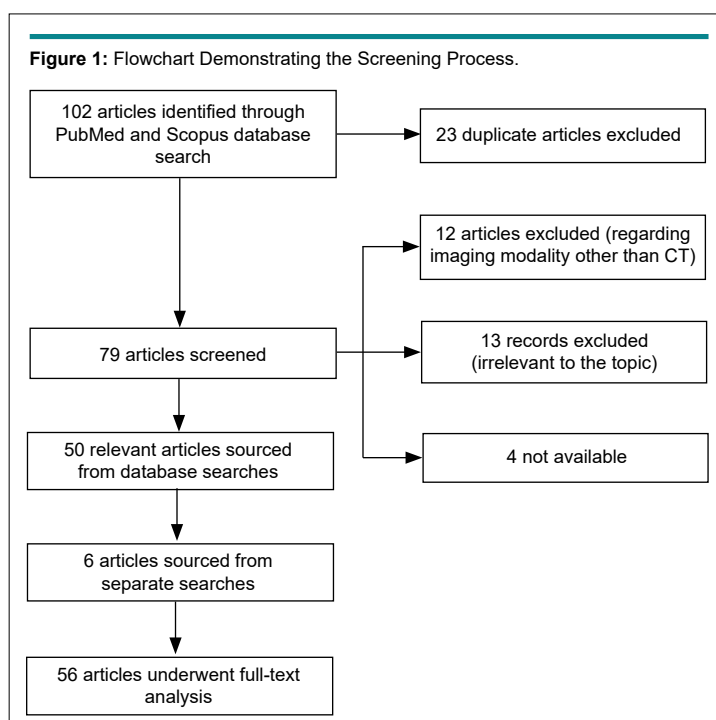 Figure 1: Flowchart Demonstrating the Screening Process.
102 articles identified through
PubMed and Scopus database
search
23 duplicate articles excluded
12 articles excluded (regarding
imaging modality other than CT)
79 articles screened
13 records excluded
(irrelevant to the topic)
4 not available
50 relevant articles sourced
from database searches
6 articles sourced from
separate searches
56 articles underwent full-text
analysis